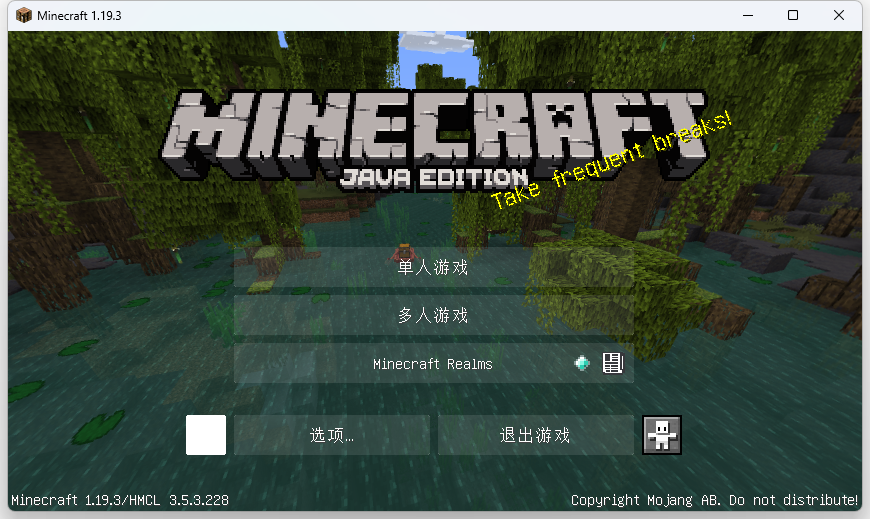 Minecraft 1.19.3
MINECRAFT
JAVA EDITION
Take frequent breaks!
单人游戏
多人游戏
Minecraft Realms
选项...
退出游戏
Minecraft 1.19.3/HMCL 3.5.3.228
Copyright Mojang AB. Do not distribute!